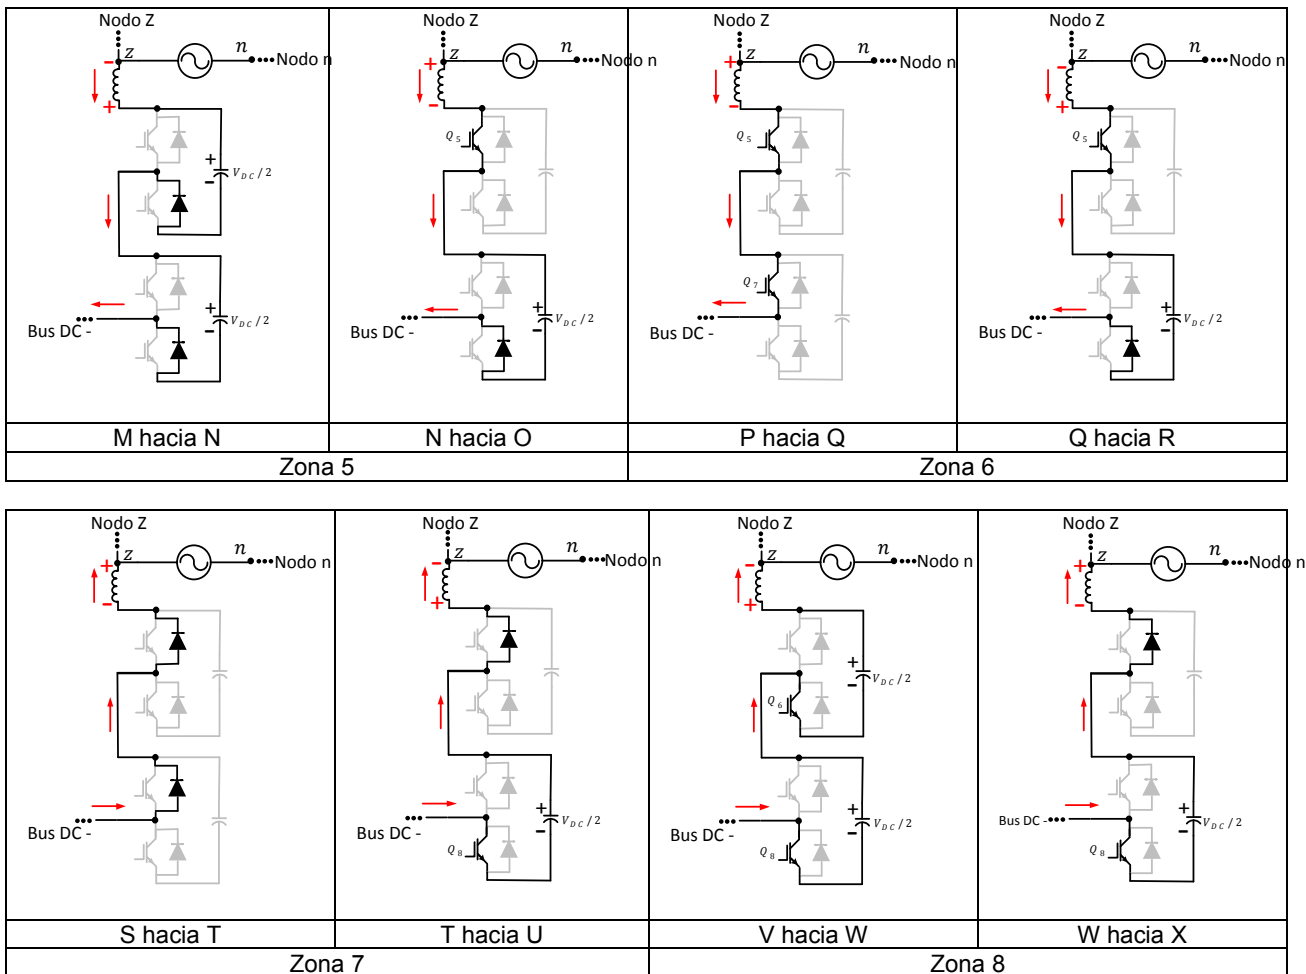 Nodo Z
- z n Nodo n
+
+
- V_DC/2
+
- V_DC/2
Bus DC -
M hacia N
Nodo Z
+ z n Nodo n
-
Q5
+
- V_DC/2
Bus DC -
N hacia O
Nodo Z
+ z n Nodo n
-
Q5
Q7
Bus DC -
P hacia Q
Nodo Z
- z n Nodo n
+
Q5
+
- V_DC/2
Bus DC -
Q hacia R
Zona 5
Zona 6
Nodo Z
+ z n Nodo n
-
Bus DC -
S hacia T
Nodo Z
- z n Nodo n
+
+
- V_DC/2
Bus DC -
Q8
T hacia U
Nodo Z
- z n Nodo n
+
+
- V_DC/2
Q6
+
- V_DC/2
Bus DC -
Q8
V hacia W
Nodo Z
+ z n Nodo n
-
+
- V_DC/2
Bus DC -
Q8
W hacia X
Zona 7
Zona 8